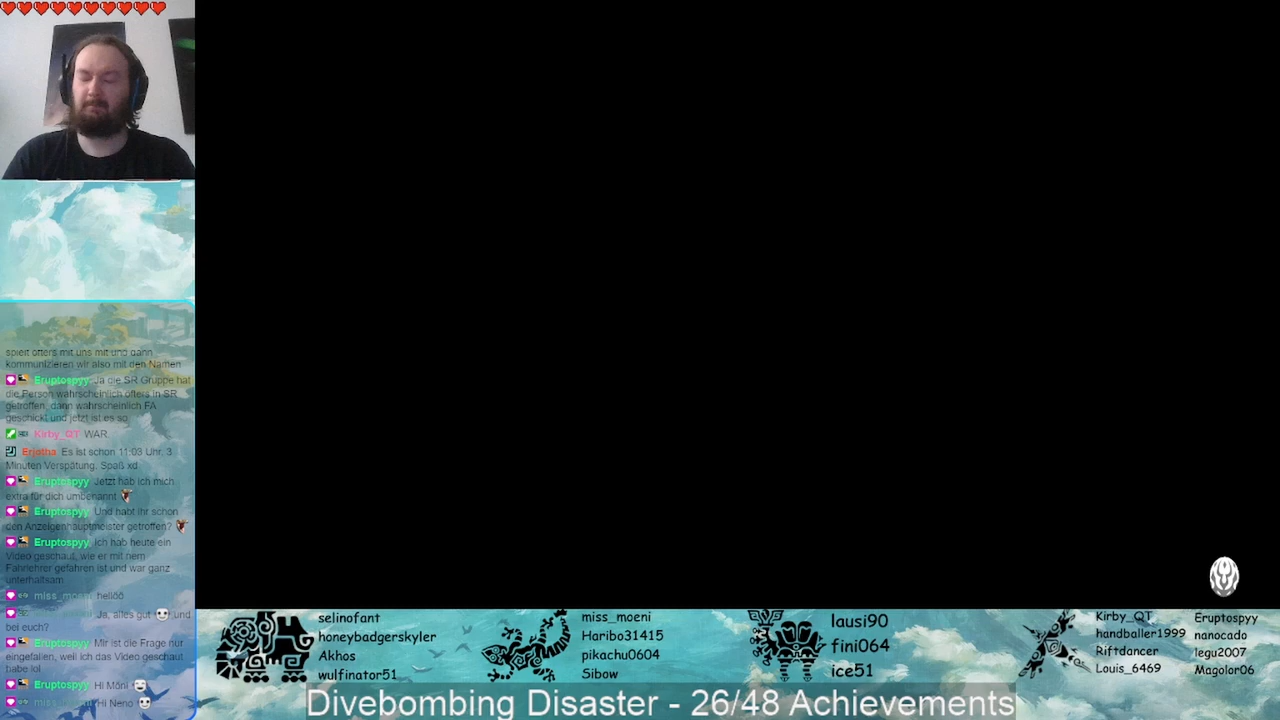 spielt öfters mit uns mit und dann
kommunizieren wir also mit den Namen
Eruptospyy Ja die SR Gruppe hat
die Person wahrscheinlich öfters in SR
getroffen, dann wahrscheinlich FA
geschickt und jetzt ist es so
Kirby_QT WAR.
Erjotha Es ist schon 11:03 Uhr. 3
Minuten Verspätung. Spaß xd
Eruptospyy Jetzt hab ich mich
extra für dich umbenannt
Eruptospyy Und habt ihr schon
den Anzeigenhauptmeister getroffen?
Eruptospyy Ich hab heute ein
Video geschaut, wie er mit nem
Fahrlehrer gefahren ist und war ganz
unterhaltsam
miss_moeni hellöö
Ja, alles gut und
bei euch?
Eruptospyy Mir ist die Frage nur
eingefallen, weil ich das Video geschaut
habe lol
Eruptospyy Hi Möni
miss_moeni Hi Neno
selinofant
honeybadgerskyler
Akhos
wulfinator51
miss_moeni
Haribo31415
pikachu0604
Sibow
lausi90
fini064
ice51
Kirby_QT
handballer1999
Riftdancer
Louis_6469
Eruptospyy
nanocado
legu2007
Magolor06
Divebombing Disaster - 26/48 Achievements